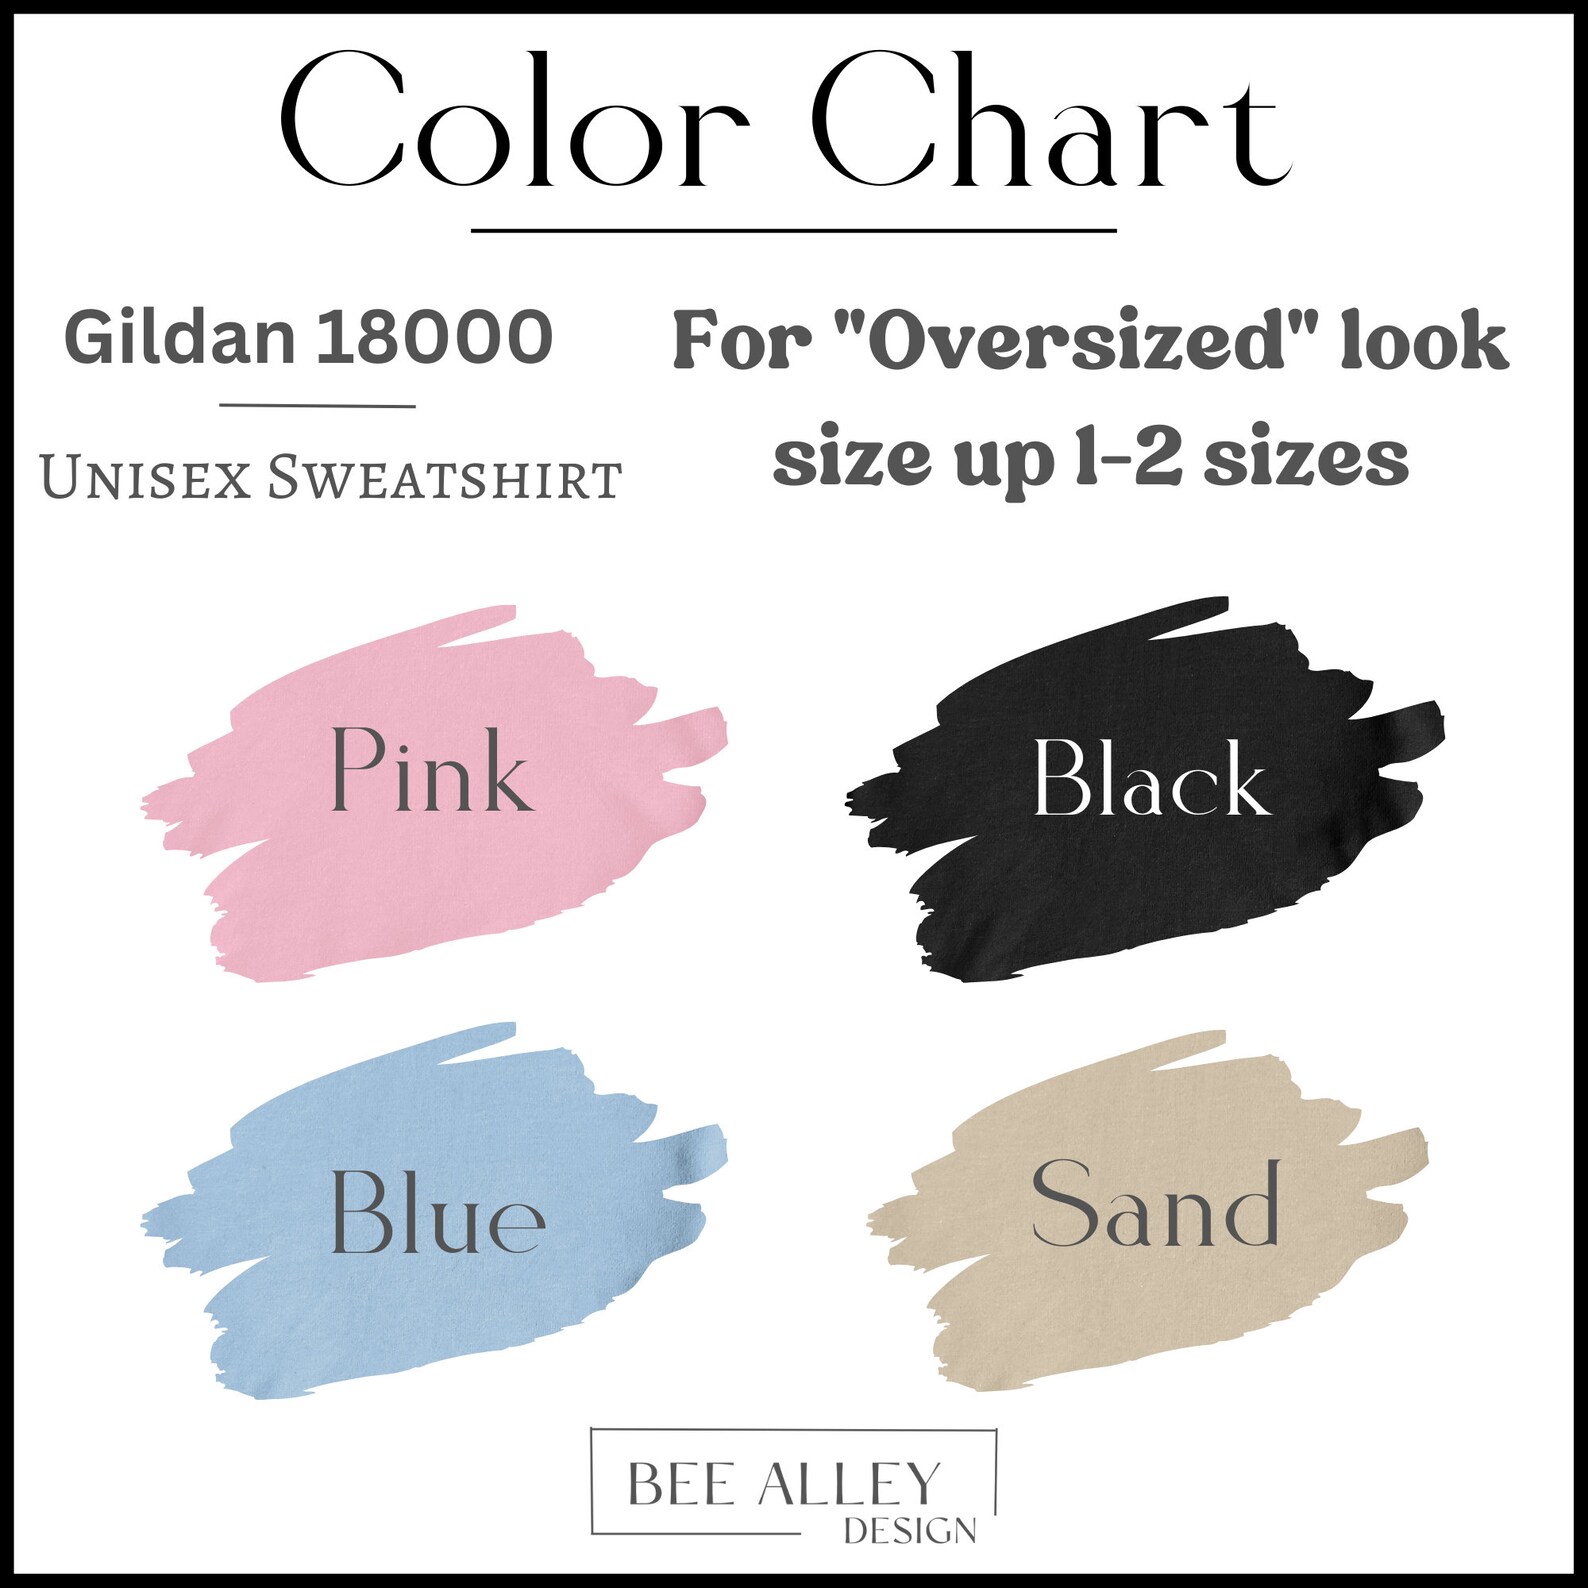 Color Chart
Gildan 18000
Unisex Sweatshirt
For "Oversized" look
size up 1-2 sizes
Pink
Black
Blue
Sand
BEE ALLEY
DESIGN